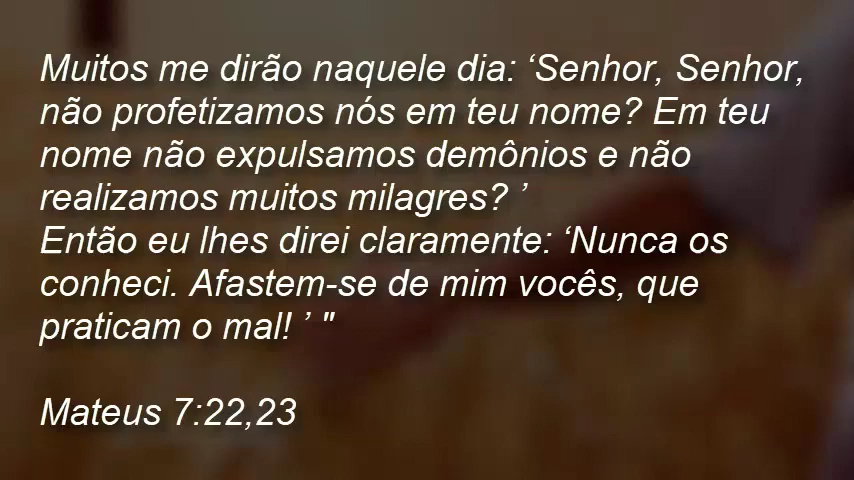 Muitos me dirão naquele dia: ‘Senhor, Senhor,
não profetizamos nós em teu nome? Em teu
nome não expulsamos demônios e não
realizamos muitos milagres? ’
Então eu lhes direi claramente: ‘Nunca os
conheci. Afastem-se de mim vocês, que
praticam o mal! ’ "
Mateus 7:22,23